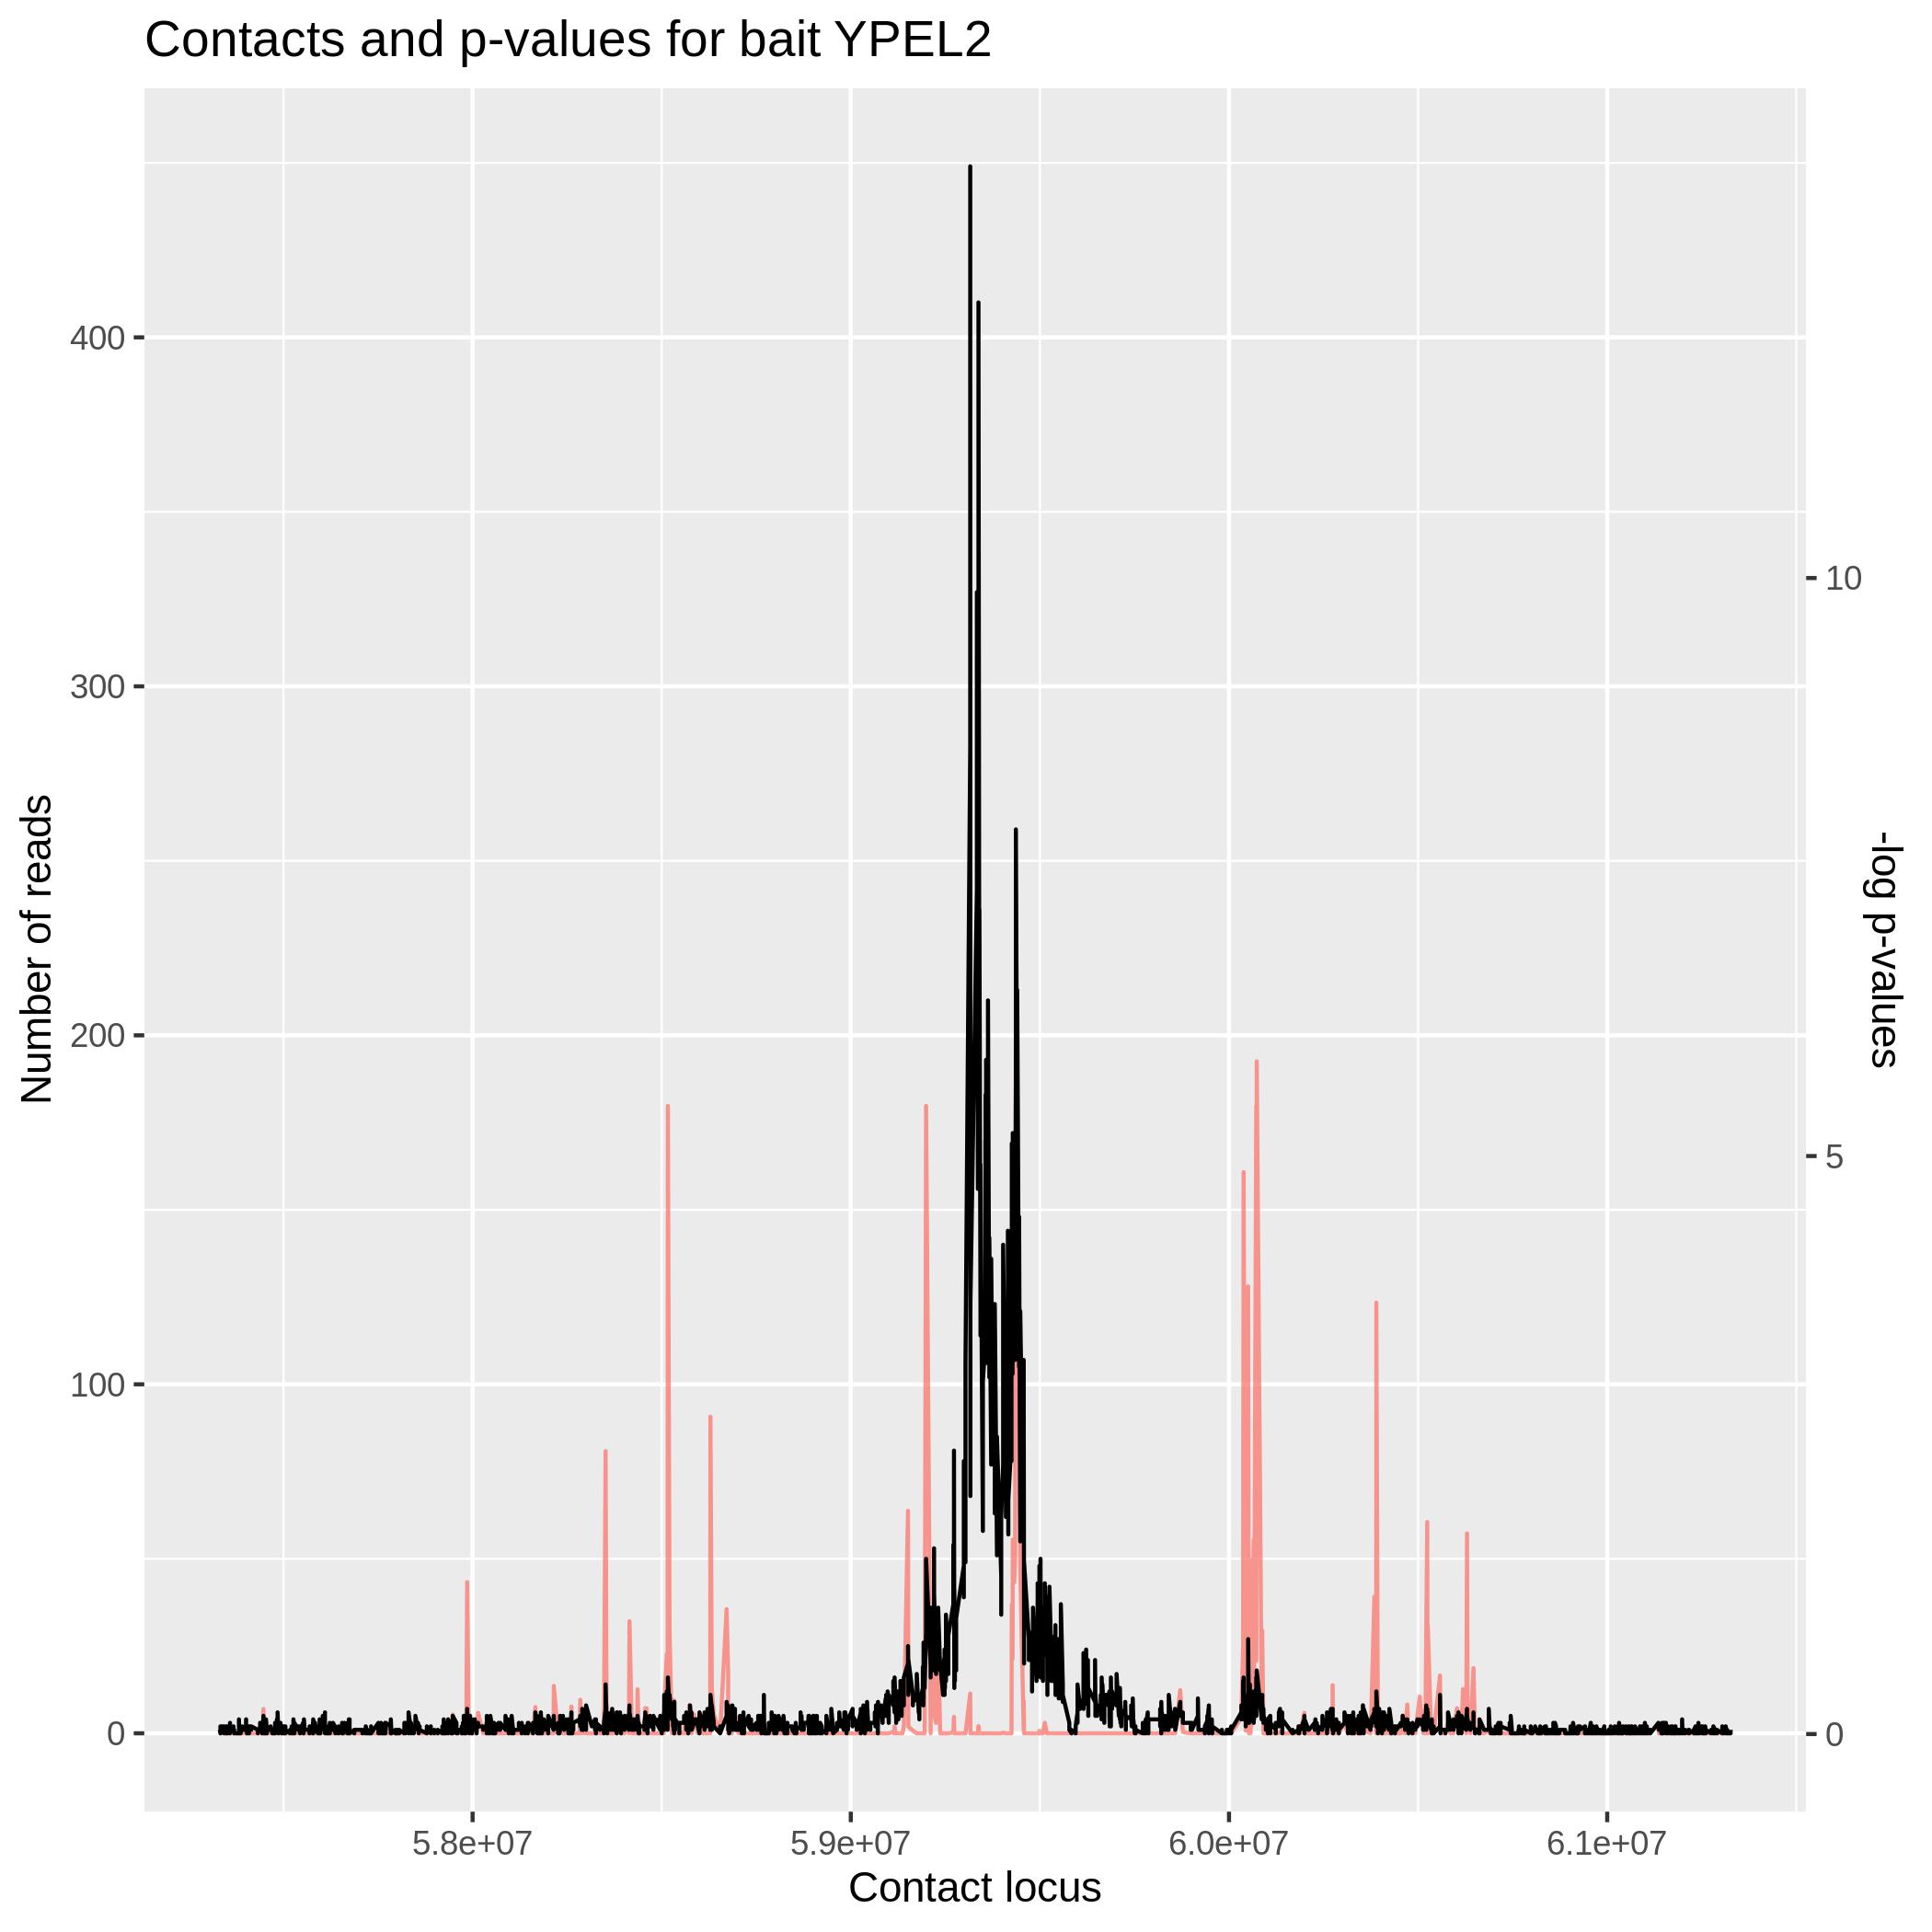 Contacts and p-values for bait YPEL2
Number of reads
400
300
200
100
0
10
5
0
-log p-values
5.8e+07
5.9e+07
6.0e+07
6.1e+07
Contact locus